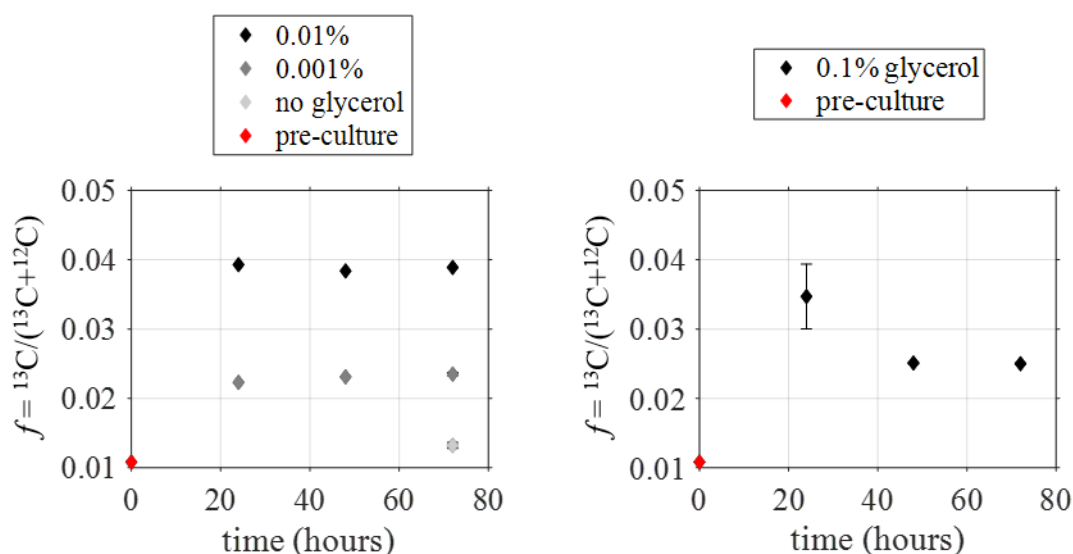 0.01%
0.001%
no glycerol
pre-culture
0.05
0.04
0.03
0.02
0.01
f = ¹³C/(¹³C+¹²C)
0 20 40 60 80
time (hours)
0.1% glycerol
pre-culture
0.05
0.04
0.03
0.02
0.01
f = ¹³C/(¹³C+¹²C)
0 20 40 60 80
time (hours)